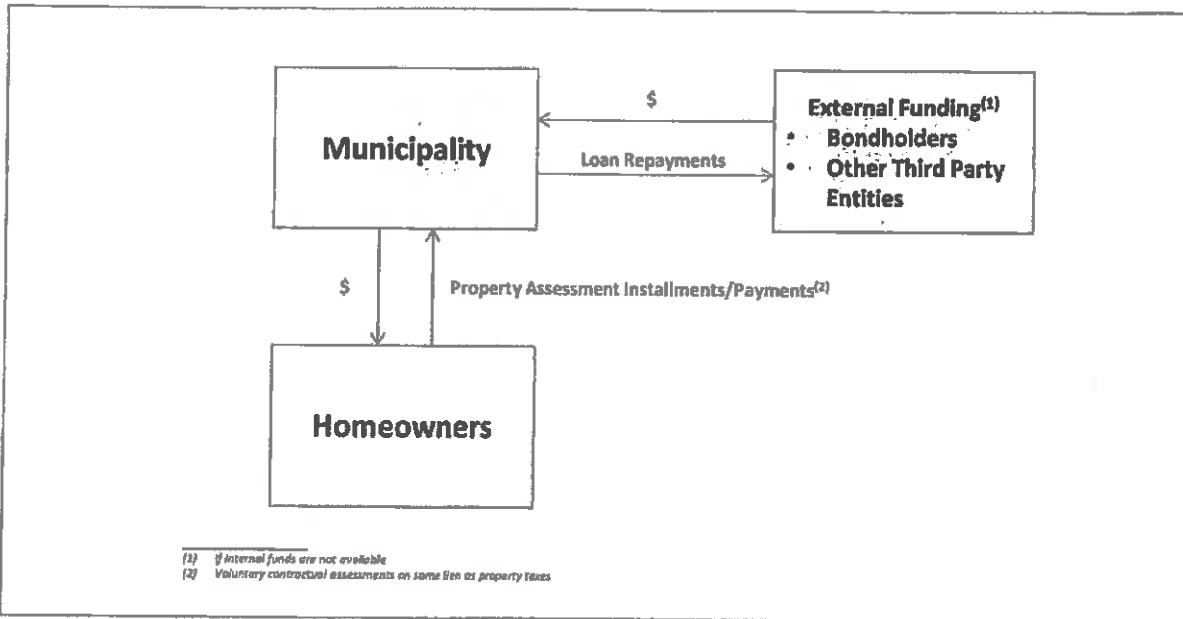 $
External Funding(1)
Municipality
• Bondholders
Loan Repayments
• Other Third Party
Entities
$
Property Assessment Installments/Payments(2)
Homeowners
(1) If internal funds are not available
(2) Voluntary contractual assessments on same lien as property taxes